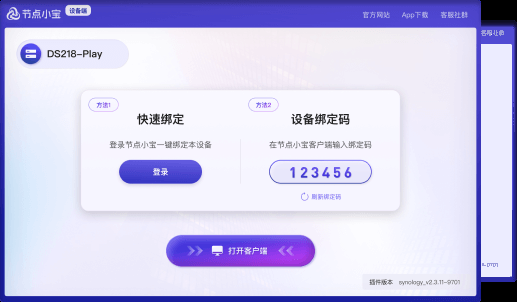 节点小宝 设备端
官方网站 App下载 客服社群
DS218-Play
方法1
快速绑定
登录节点小宝一键绑定本设备
登录
方法2
设备绑定码
在节点小宝客户端输入绑定码
123456
刷新绑定码
打开客户端
插件版本 synology_v2.3.11-9701
客服社群